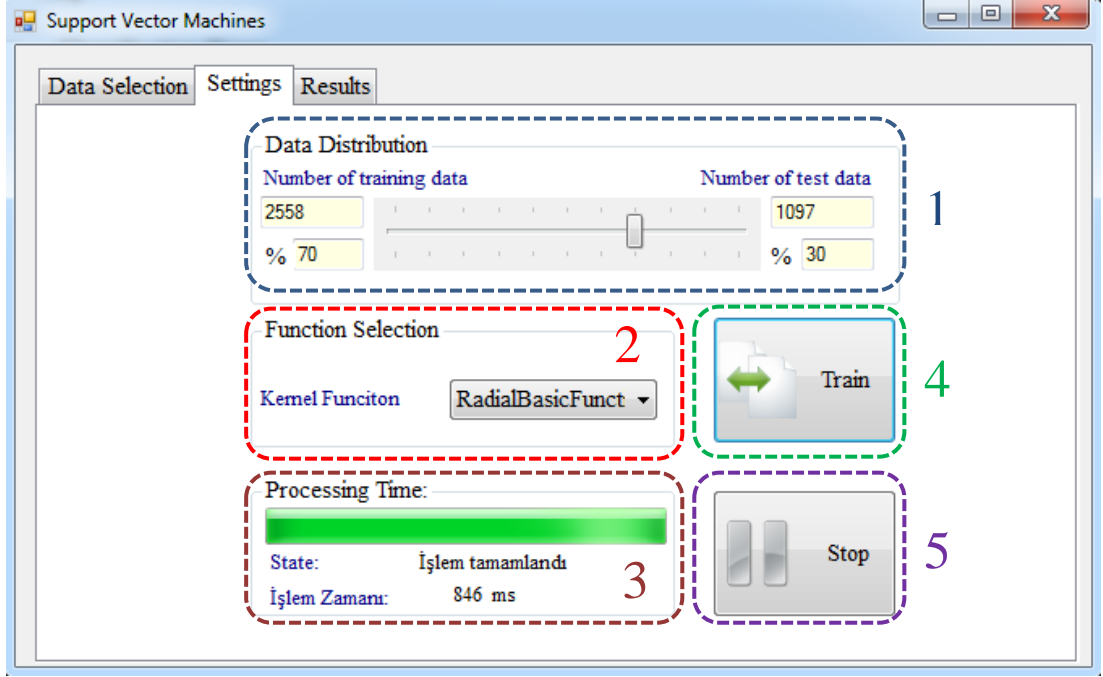 Support Vector Machines
Data Selection Settings Results
Data Distribution
Number of training data Number of test data
2558 1097
% 70 % 30
1
Function Selection
2
Kernel Funciton RadialBasicFunct
Train
4
Processing Time:
State: İşlem tamamlandı
İşlem Zamanı: 846 ms
3
Stop
5